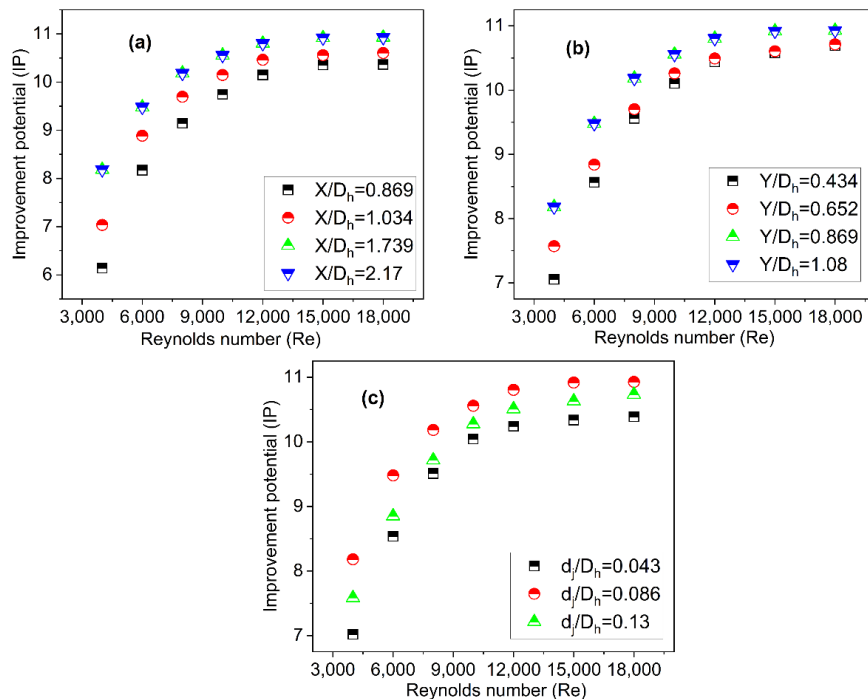 (a)
Improvement potential (IP)
11
10
9
8
7
6
X/Dh=0.869
X/Dh=1.034
X/Dh=1.739
X/Dh=2.17
3,000 6,000 9,000 12,000 15,000 18,000
Reynolds number (Re)
(b)
Improvement potential (IP)
11
10
9
8
7
Y/Dh=0.434
Y/Dh=0.652
Y/Dh=0.869
Y/Dh=1.08
3,000 6,000 9,000 12,000 15,000 18,000
Reynolds number (Re)
(c)
Improvement potential (IP)
11
10
9
8
7
dj/Dh=0.043
dj/Dh=0.086
dj/Dh=0.13
3,000 6,000 9,000 12,000 15,000 18,000
Reynolds number (Re)